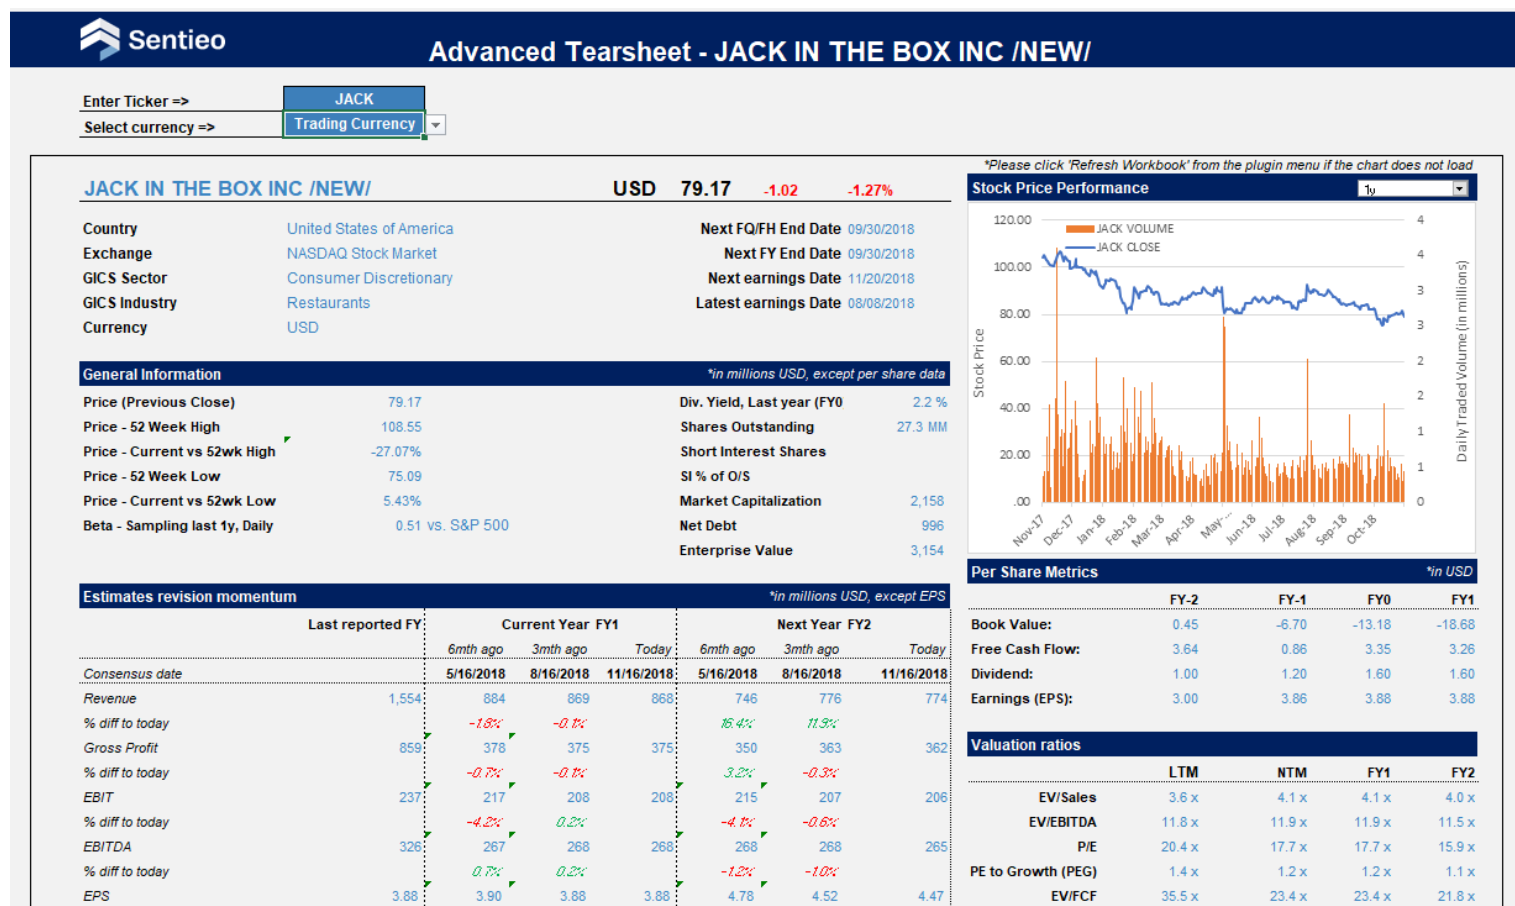 Sentieo
Advanced Tearsheet - JACK IN THE BOX INC /NEW/
Enter Ticker => JACK
Select currency => Trading Currency
*Please click 'Refresh Workbook' from the plugin menu if the chart does not load
JACK IN THE BOX INC /NEW/ USD 79.17 -1.02 -1.27%
Country United States of America Next FQ/FH End Date 09/30/2018
Exchange NASDAQ Stock Market Next FY End Date 09/30/2018
GICS Sector Consumer Discretionary Next earnings Date 11/20/2018
GICS Industry Restaurants Latest earnings Date 08/08/2018
Currency USD
General Information *in millions USD, except per share data
Price (Previous Close) 79.17 Div. Yield, Last year (FY0 2.2 %
Price - 52 Week High 108.55 Shares Outstanding 27.3 MM
Price - Current vs 52wk High -27.07% Short Interest Shares
Price - 52 Week Low 75.09 SI % of O/S
Price - Current vs 52wk Low 5.43% Market Capitalization 2,158
Beta - Sampling last 1y, Daily 0.51 vs. S&P 500 Net Debt 996
Enterprise Value 3,154
Estimates revision momentum *in millions USD, except EPS
Last reported FY Current Year FY1 Next Year FY2
6mth ago 3mth ago Today 6mth ago 3mth ago Today
Consensus date 5/16/2018 8/16/2018 11/16/2018 5/16/2018 8/16/2018 11/16/2018
Revenue 1,554 884 869 868 746 776 774
% diff to today -1.8% -0.1% 16.4% 11.9%
Gross Profit 859 378 375 375 350 363 362
% diff to today -0.7% -0.1% 3.2% -0.3%
EBIT 237 217 208 208 215 207 206
% diff to today -4.2% 0.2% -4.1% -0.6%
EBITDA 326 267 268 268 268 268 265
% diff to today 0.7% 0.2% -1.2% -1.0%
EPS 3.88 3.90 3.88 3.88 4.78 4.52 4.47
Stock Price Performance 1y
JACK VOLUME
JACK CLOSE
120.00
100.00
80.00
60.00
40.00
20.00
.00
Stock Price
4
4
3
3
2
2
1
1
0
Daily Traded Volume (in millions)
Nov-17 Dec-17 Jan-18 Feb-18 Mar-18 Apr-18 May-... Jun-18 Jul-18 Aug-18 Sep-18 Oct-18
Per Share Metrics *in USD
FY-2 FY-1 FY0 FY1
Book Value: 0.45 -6.70 -13.18 -18.68
Free Cash Flow: 3.64 0.86 3.35 3.26
Dividend: 1.00 1.20 1.60 1.60
Earnings (EPS): 3.00 3.86 3.88 3.88
Valuation ratios
LTM NTM FY1 FY2
EV/Sales 3.6 x 4.1 x 4.1 x 4.0 x
EV/EBITDA 11.8 x 11.9 x 11.9 x 11.5 x
P/E 20.4 x 17.7 x 17.7 x 15.9 x
PE to Growth (PEG) 1.4 x 1.2 x 1.2 x 1.1 x
EV/FCF 35.5 x 23.4 x 23.4 x 21.8 x